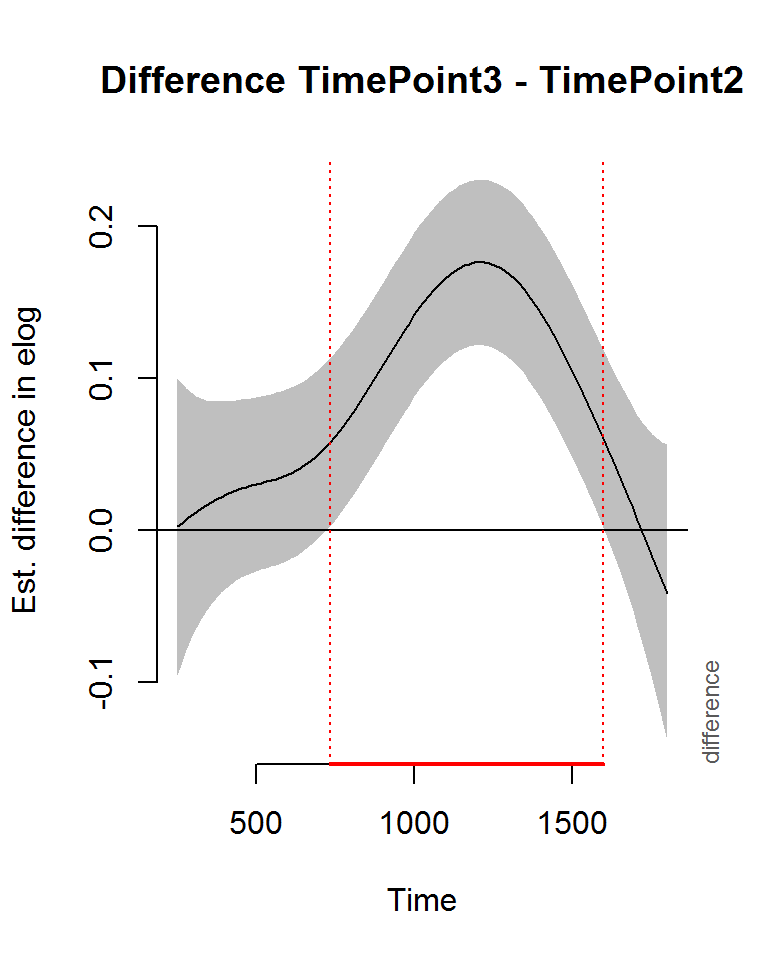 Difference TimePoint3 - TimePoint2
Est. difference in elog
0.2
0.1
0.0
-0.1
difference
500 1000 1500
Time